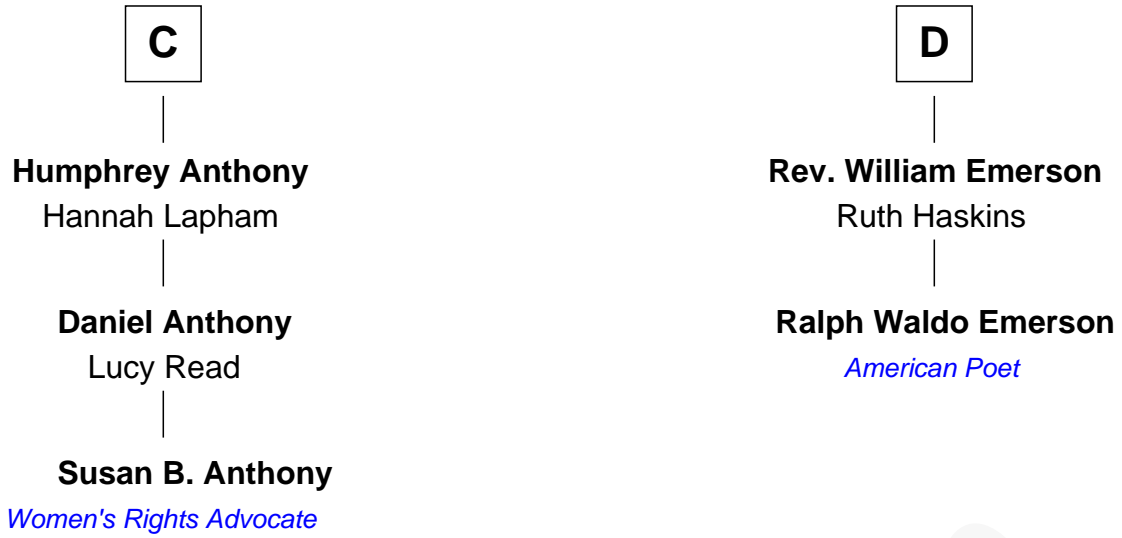 C
Humphrey Anthony
Hannah Lapham
Daniel Anthony
Lucy Read
Susan B. Anthony
Women's Rights Advocate
D
Rev. William Emerson
Ruth Haskins
Ralph Waldo Emerson
American Poet